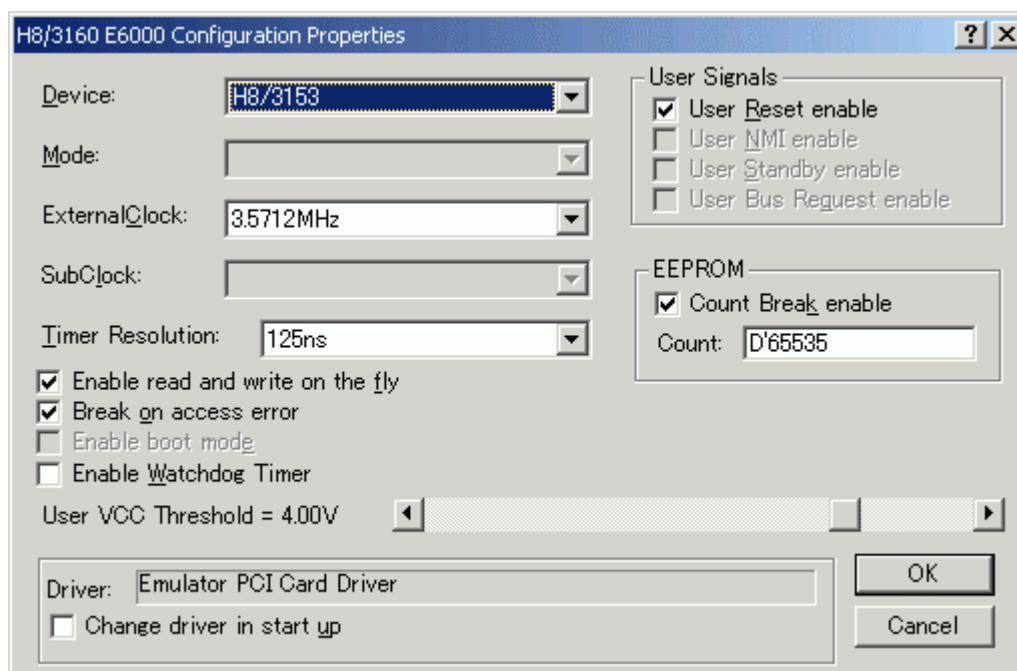 H8/3160 E6000 Configuration Properties
Device: H8/3153
Mode:
ExternalClock: 3.5712MHz
SubClock:
Timer Resolution: 125ns
Enable read and write on the fly
Break on access error
Enable boot mode
Enable Watchdog Timer
User VCC Threshold = 4.00V
User Signals
User Reset enable
User NMI enable
User Standby enable
User Bus Request enable
EEPROM
Count Break enable
Count: D'65535
Driver: Emulator PCI Card Driver
Change driver in start up
OK
Cancel